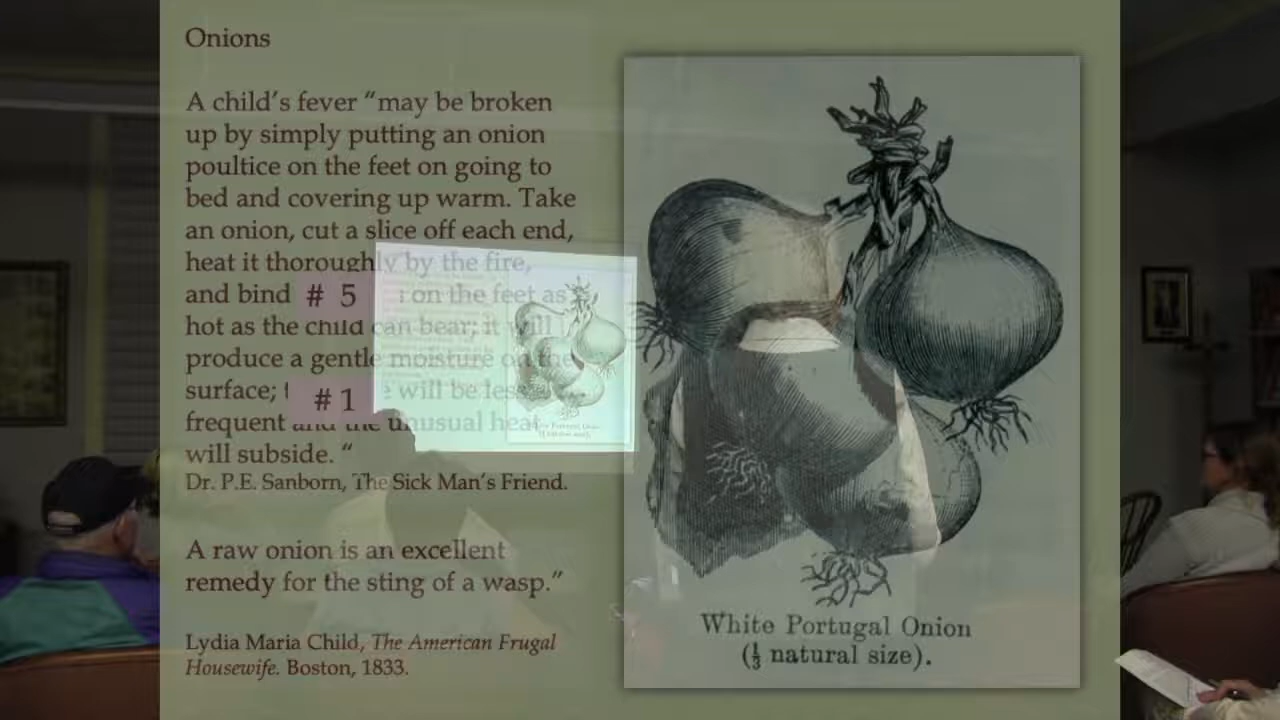 Onions
A child's fever "may be broken
up by simply putting an onion
poultice on the feet on going to
bed and covering up warm. Take
an onion, cut a slice off each end,
heat it thoroughly by the fire,
and bind
# 5
on the feet as
hot as the child can bear; it will
produce a gentle moisture on the
surface;
# 1
will be less
frequent and the unusual heat
will subside. "
Dr. P.E. Sanborn, The Sick Man's Friend.
A raw onion is an excellent
remedy for the sting of a wasp."
Lydia Maria Child, The American Frugal
Housewife. Boston, 1833.
White Portugal Onion
(⅓ natural size).